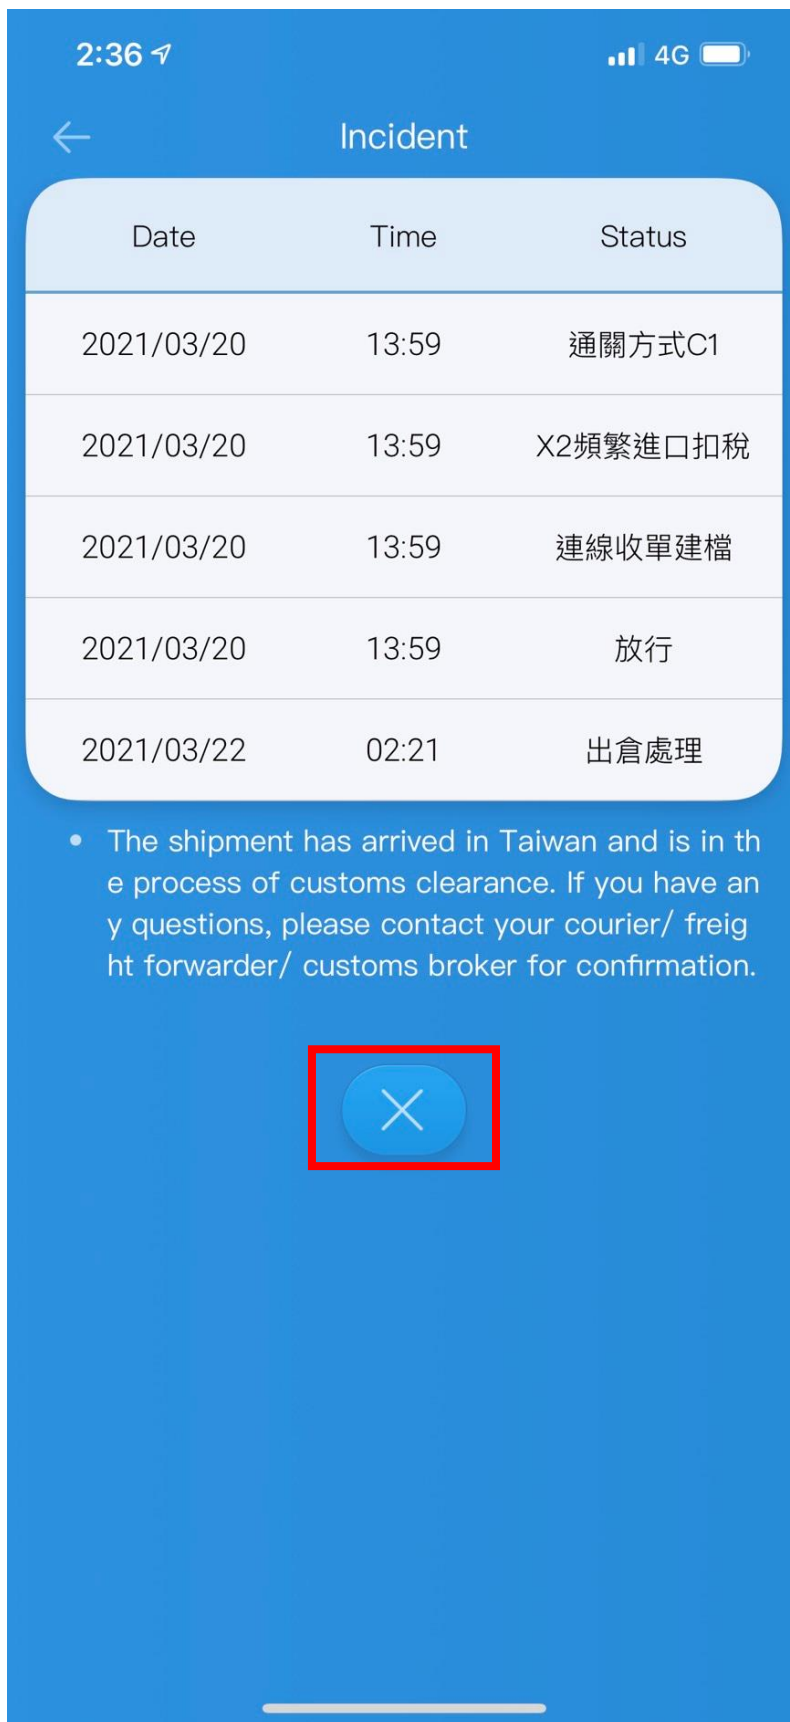 2:36 4G
Incident
Date Time Status
2021/03/20 13:59 通關方式C1
2021/03/20 13:59 X2頻繁進口扣稅
2021/03/20 13:59 連線收單建檔
2021/03/20 13:59 放行
2021/03/22 02:21 出倉處理
• The shipment has arrived in Taiwan and is in th
e process of customs clearance. If you have an
y questions, please contact your courier/ freig
ht forwarder/ customs broker for confirmation.